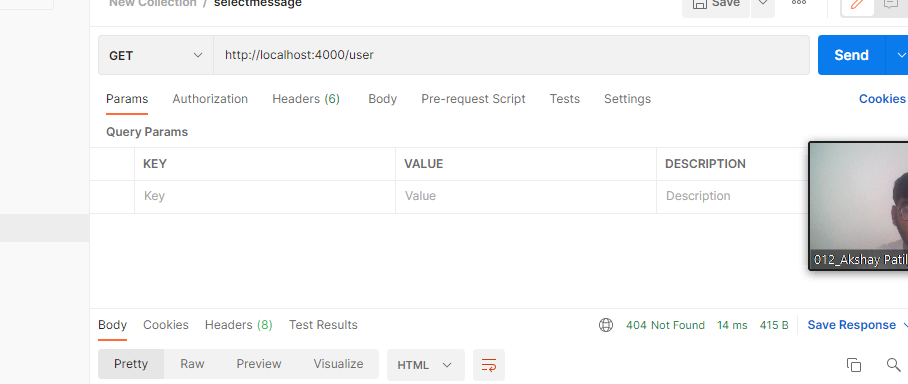 New Collection / selectmessage
Save
GET http://localhost:4000/user Send
Params Authorization Headers (6) Body Pre-request Script Tests Settings Cookies
Query Params
KEY VALUE DESCRIPTION
Key Value Description
012_Akshay Patil
Body Cookies Headers (8) Test Results 404 Not Found 14 ms 415 B Save Response
Pretty Raw Preview Visualize HTML